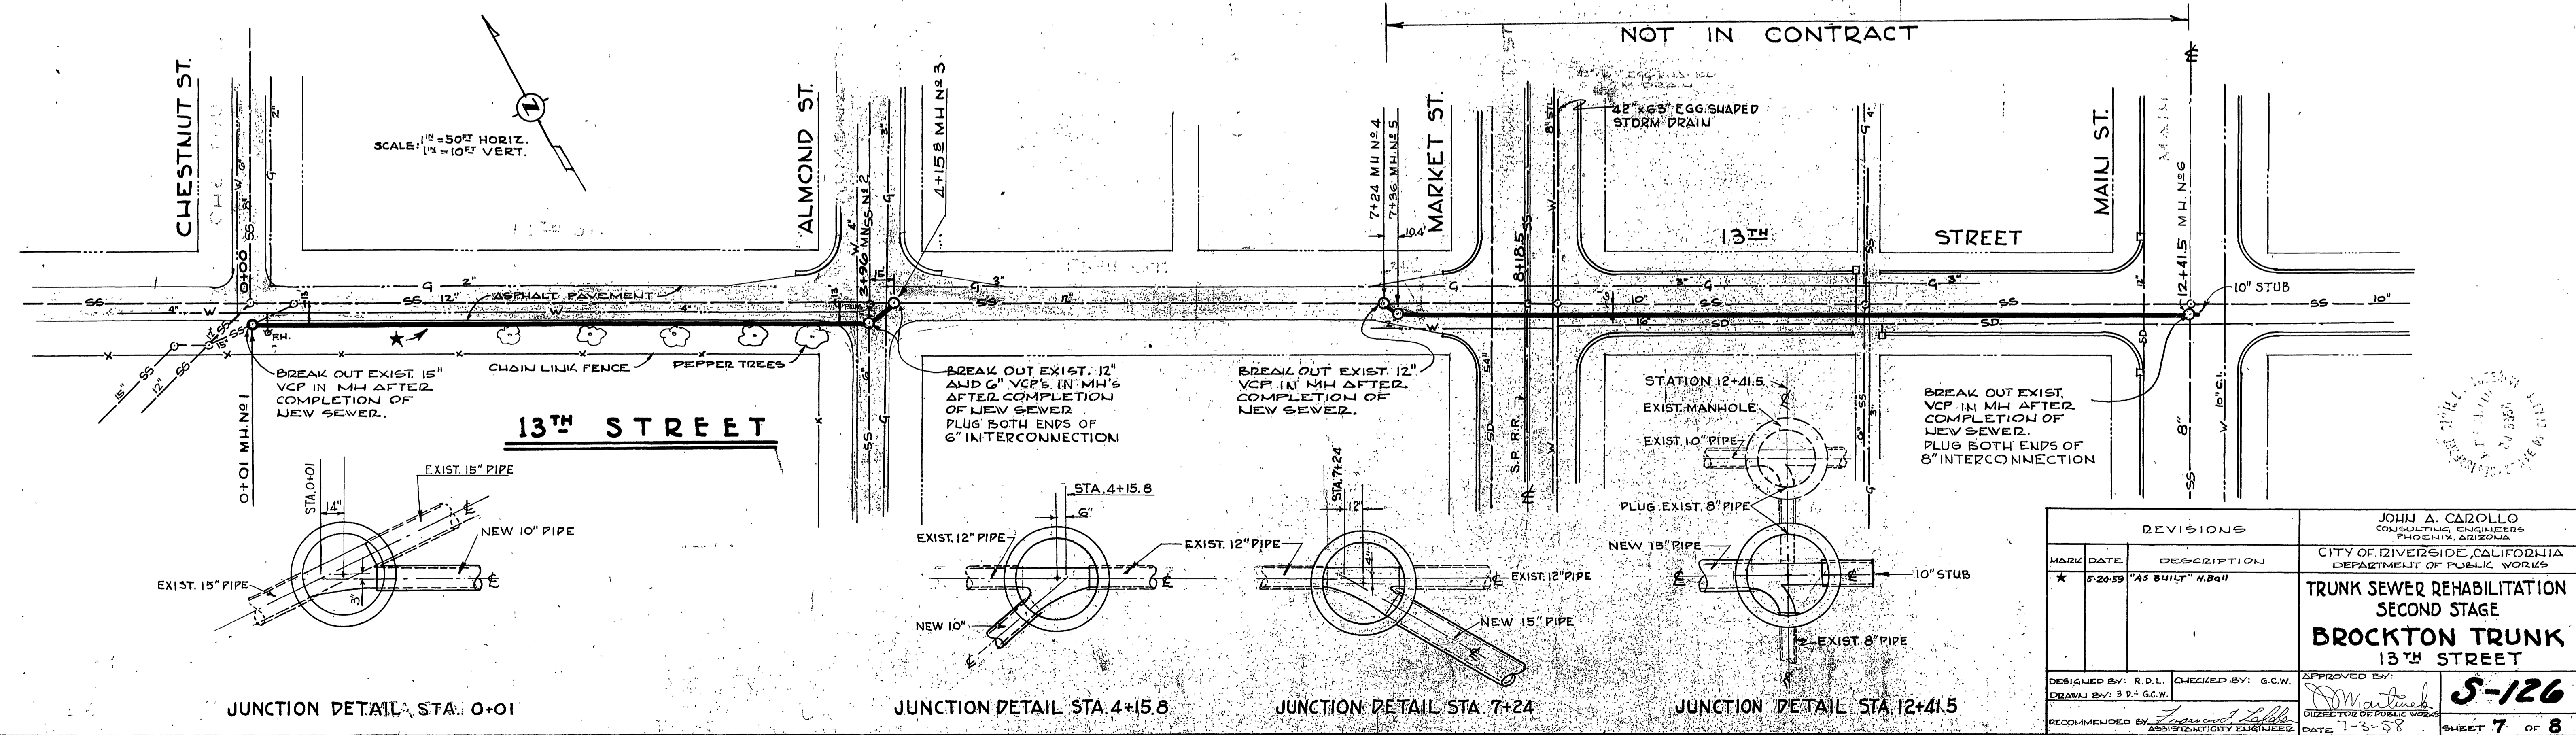 NOT IN CONTRACT
CHESTNUT ST.
SCALE: 1IN = 50FT HORIZ.
1IN = 10FT VERT.
ALMOND ST.
4+15.8 MH Nº 3
3+96 MH Nº 2
7+24 MH Nº 4
7+36 MH. Nº 5
10.4'
MARKET ST.
8+18.5
8" STL
42" x 63" EGG SHAPED
STORM DRAIN
MAIN ST.
12+41.5 MH. Nº 6
13TH STREET
0+00
ASPHALT PAVEMENT
10" STUB
F.H.
CHAIN LINK FENCE
PEPPER TREES
BREAK OUT EXIST. 15"
VCP IN MH AFTER
COMPLETION OF
NEW SEWER.
0+01 MH. Nº 1
13TH STREET
BREAK OUT EXIST. 12"
AND 6" VCP'S IN MH'S
AFTER COMPLETION
OF NEW SEWER
PLUG BOTH ENDS OF
6" INTERCONNECTION
BREAK OUT EXIST. 12"
VCP IN MH AFTER
COMPLETION OF
NEW SEWER.
S.P. R.R.
BREAK OUT EXIST.
VCP IN MH AFTER
COMPLETION OF
NEW SEWER.
PLUG BOTH ENDS OF
8" INTERCONNECTION
10" C.I.
STA. 0+01
14"
EXIST. 15" PIPE
NEW 10" PIPE
EXIST. 15" PIPE
3"
JUNCTION DETAIL STA. 0+01
STA. 4+15.8
6"
EXIST. 12" PIPE
EXIST. 12" PIPE
NEW 10"
JUNCTION DETAIL STA. 4+15.8
STA. 7+24
12"
4"
EXIST. 12" PIPE
NEW 15" PIPE
JUNCTION DETAIL STA. 7+24
STATION 12+41.5
EXIST. MANHOLE
EXIST. 10" PIPE
PLUG EXIST. 8" PIPE
NEW 15" PIPE
10" STUB
EXIST. 8" PIPE
JUNCTION DETAIL STA. 12+41.5
REVISIONS
MARK DATE DESCRIPTION
★ 5-20-59 "AS BUILT" H. Ball
JOHN A. CAROLLO
CONSULTING ENGINEERS
PHOENIX, ARIZONA
CITY OF RIVERSIDE, CALIFORNIA
DEPARTMENT OF PUBLIC WORKS
TRUNK SEWER REHABILITATION
SECOND STAGE
BROCKTON TRUNK
13TH STREET
DESIGNED BY: R.D.L. CHECKED BY: G.C.W.
DRAWN BY: B.D.- G.C.W.
RECOMMENDED BY
ASSISTANT CITY ENGINEER
APPROVED BY:
DIRECTOR OF PUBLIC WORKS
DATE 7-3-58
S-126
SHEET 7 OF 8